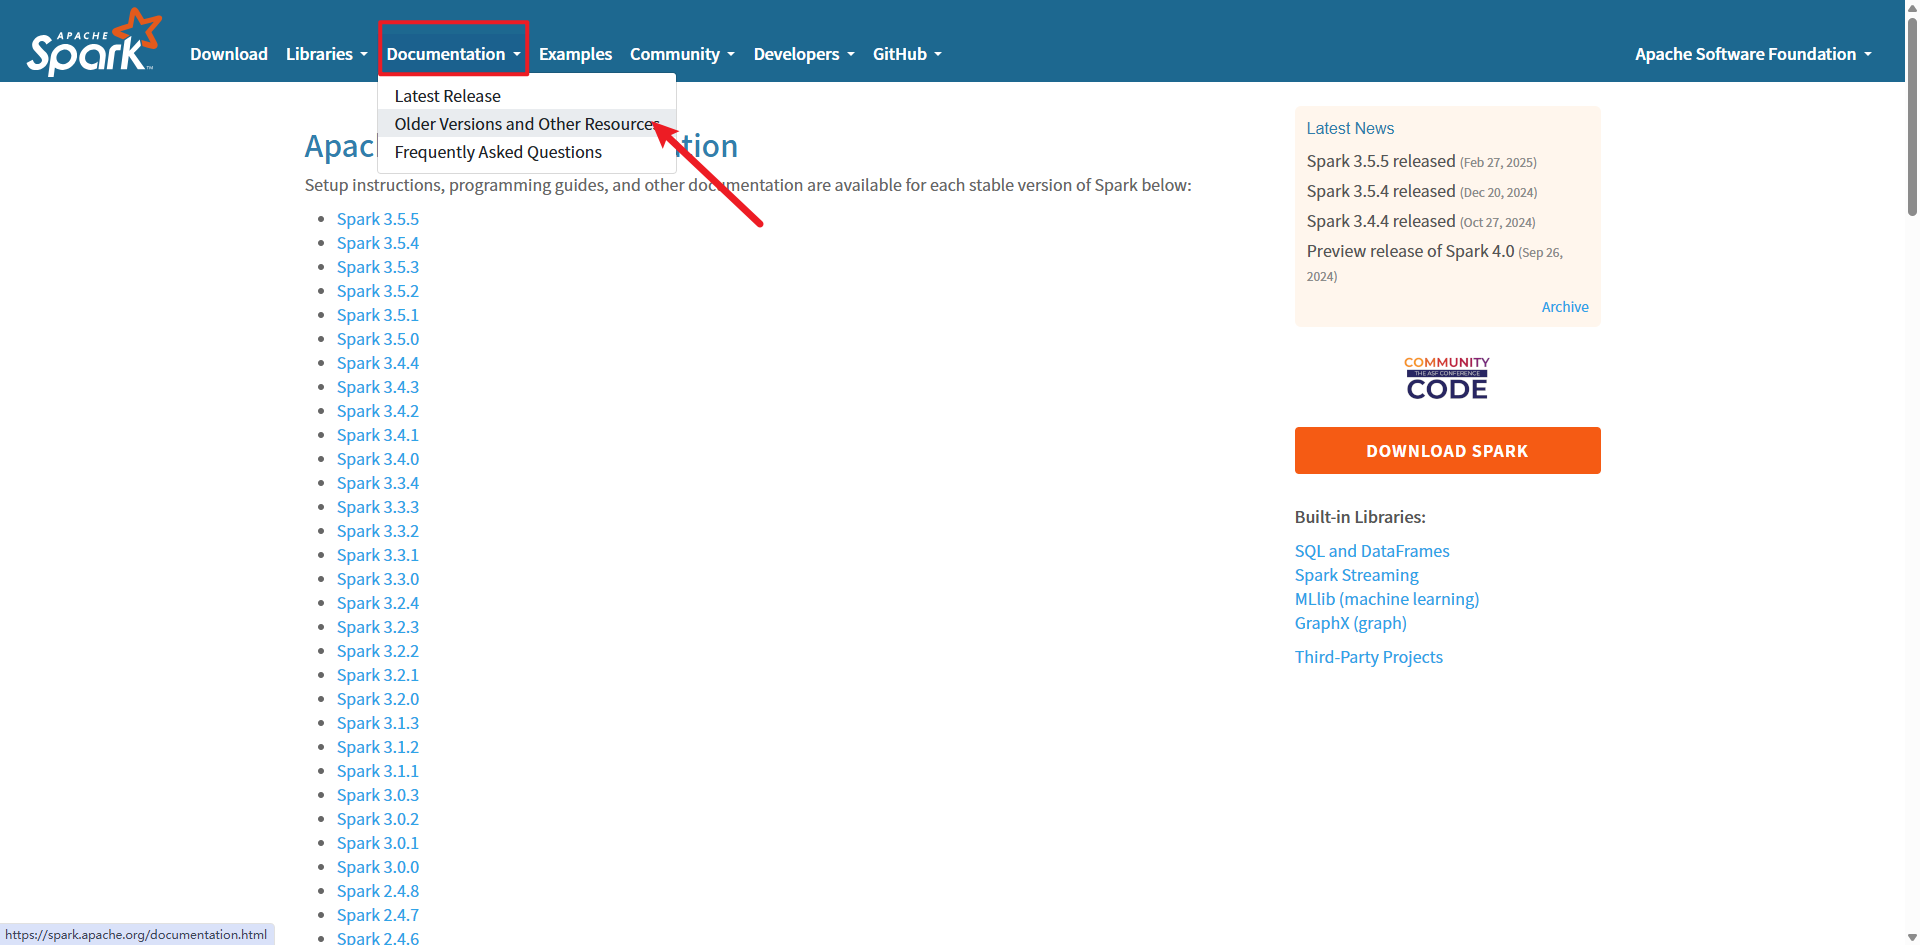 APACHE
Spark™
Download
Libraries
Documentation
Examples
Community
Developers
GitHub
Apache Software Foundation
Latest Release
Older Versions and Other Resources
Frequently Asked Questions
Apac tion
Setup instructions, programming guides, and other documentation are available for each stable version of Spark below:
Spark 3.5.5
Spark 3.5.4
Spark 3.5.3
Spark 3.5.2
Spark 3.5.1
Spark 3.5.0
Spark 3.4.4
Spark 3.4.3
Spark 3.4.2
Spark 3.4.1
Spark 3.4.0
Spark 3.3.4
Spark 3.3.3
Spark 3.3.2
Spark 3.3.1
Spark 3.3.0
Spark 3.2.4
Spark 3.2.3
Spark 3.2.2
Spark 3.2.1
Spark 3.2.0
Spark 3.1.3
Spark 3.1.2
Spark 3.1.1
Spark 3.0.3
Spark 3.0.2
Spark 3.0.1
Spark 3.0.0
Spark 2.4.8
Spark 2.4.7
Spark 2.4.6
Latest News
Spark 3.5.5 released (Feb 27, 2025)
Spark 3.5.4 released (Dec 20, 2024)
Spark 3.4.4 released (Oct 27, 2024)
Preview release of Spark 4.0 (Sep 26,
2024)
Archive
COMMUNITY
THE ASF CONFERENCE
CODE
DOWNLOAD SPARK
Built-in Libraries:
SQL and DataFrames
Spark Streaming
MLlib (machine learning)
GraphX (graph)
Third-Party Projects
https://spark.apache.org/documentation.html